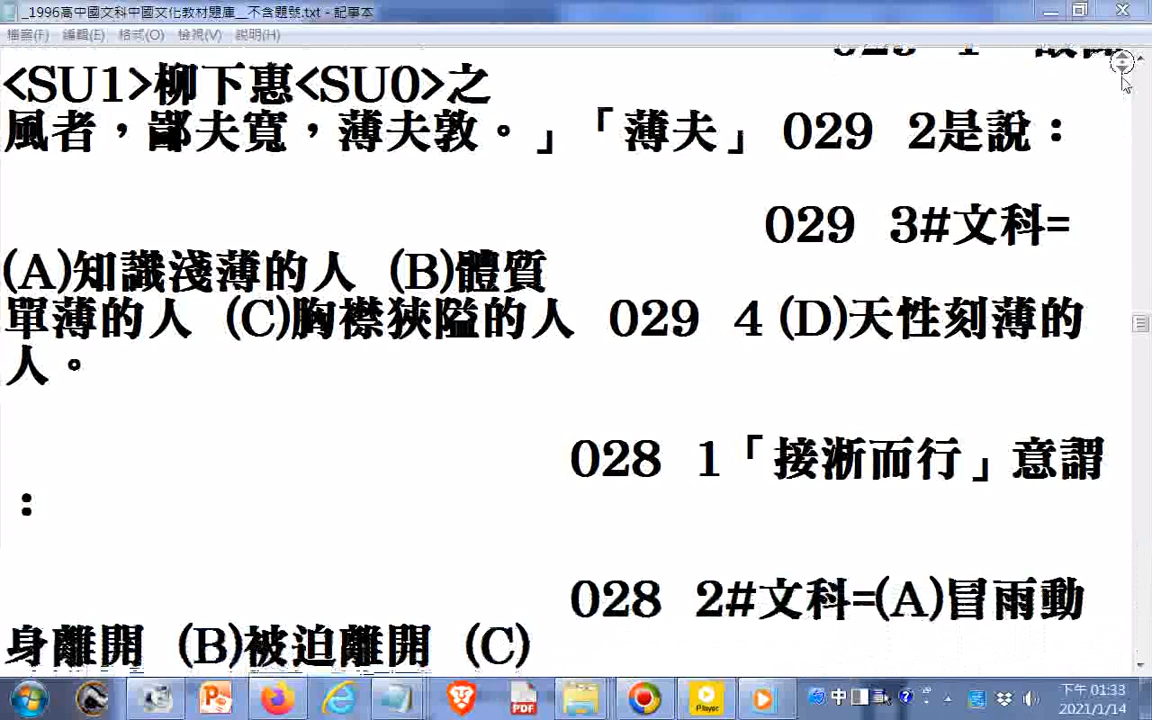 _1996高中國文科中國文化教材題庫__不含題號.txt - 記事本
檔案(F) 編輯(E) 格式(O) 檢視(V) 說明(H)
<SU1>柳下惠<SU0>之
風者，鄙夫寬，薄夫敦。」「薄夫」 029 2是說：
029 3#文科=
(A)知識淺薄的人 (B)體質
單薄的人 (C)胸襟狹隘的人 029 4 (D)天性刻薄的
人。
028 1「接淅而行」意謂
：
028 2#文科=(A)冒雨動
身離開 (B)被迫離開 (C)
中
下午 01:33
2021/1/14
PDF
Player